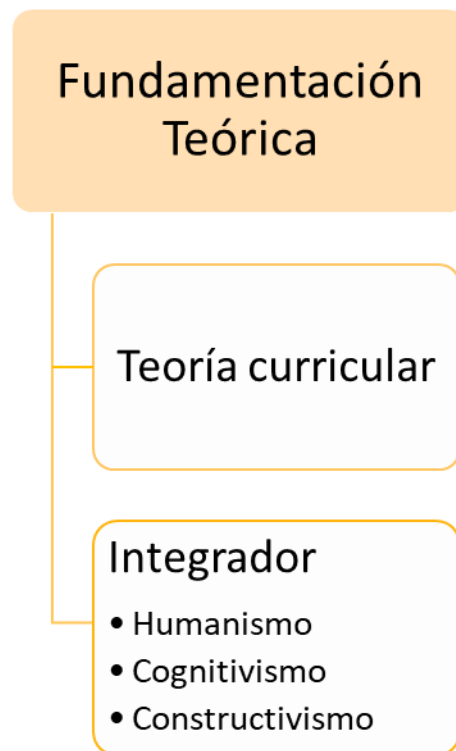 Fundamentación
Teórica
Teoría curricular
Integrador
• Humanismo
• Cognitivismo
• Constructivismo